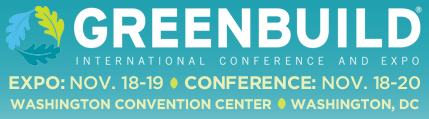 GREENBUILD®
INTERNATIONAL CONFERENCE AND EXPO
EXPO: NOV. 18-19 CONFERENCE: NOV. 18-20
WASHINGTON CONVENTION CENTER WASHINGTON, DC